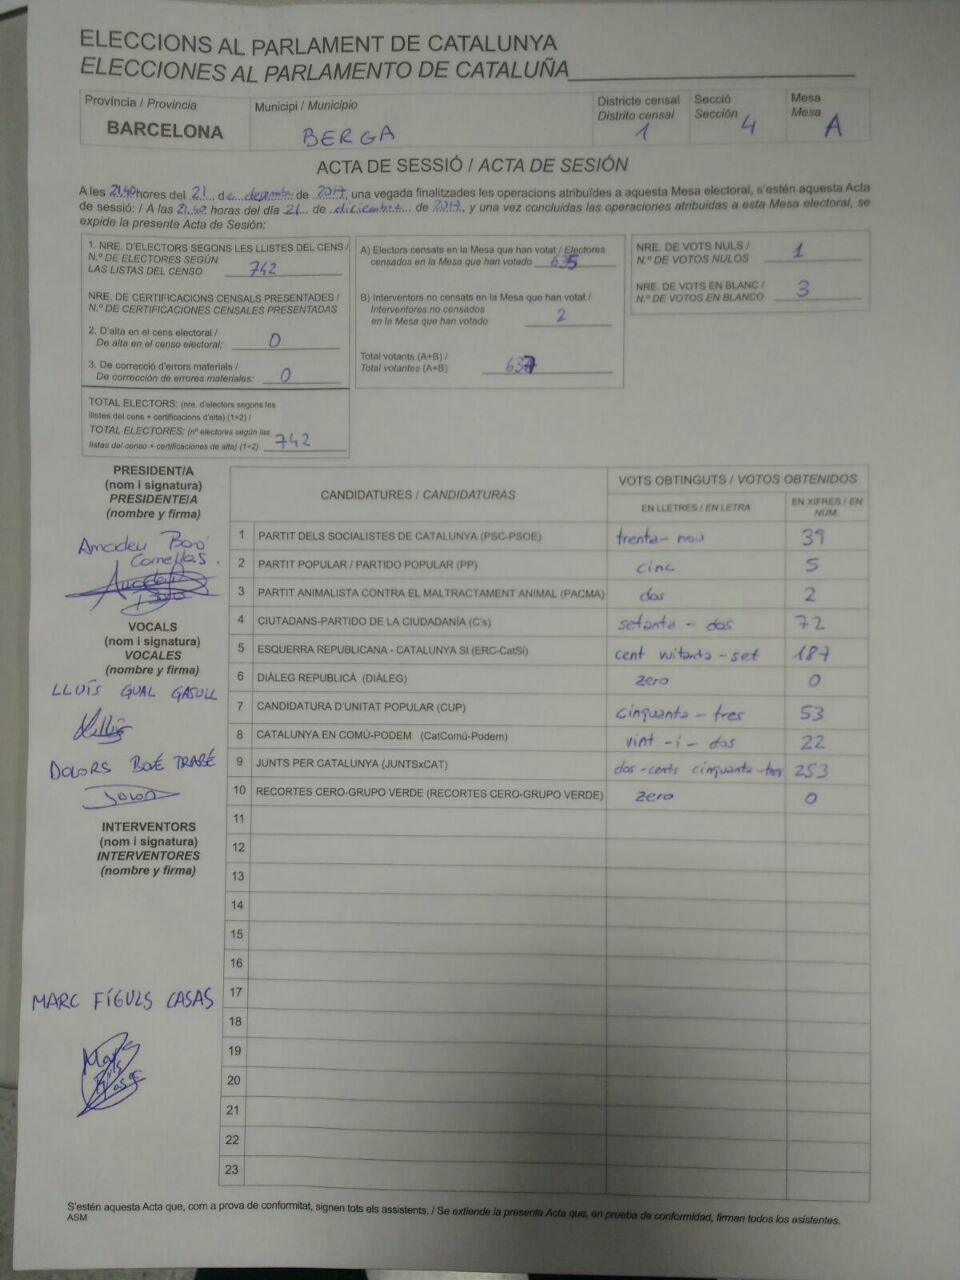 ELECCIONS AL PARLAMENT DE CATALUNYA
ELECCIONES AL PARLAMENTO DE CATALUÑA
Província / Provincia
BARCELONA
Municipi / Municipio
BERGA
Districte censal
Distrito censal
1
Secció
Sección
4
Mesa
Mesa
A
ACTA DE SESSIÓ / ACTA DE SESIÓN
A les 21.40 hores del 21 de desembre de 2017, una vegada finalitzades les operacions atribuïdes a aquesta Mesa electoral, s'estén aquesta Acta
de sessió: / A las 21.40 horas del día 21 de diciembre de 2017, y una vez concluidas las operaciones atribuidas a esta Mesa electoral, se
expide la presente Acta de Sesión:
1. NRE. D'ELECTORS SEGONS LES LLISTES DEL CENS /
N.º DE ELECTORES SEGÚN
LAS LISTAS DEL CENSO 742
NRE. DE CERTIFICACIONS CENSALS PRESENTADES /
N.º DE CERTIFICACIONES CENSALES PRESENTADAS
2. D'alta en el cens electoral /
De alta en el censo electoral: 0
3. De correcció d'errors materials /
De corrección de errores materiales: 0
TOTAL ELECTORS: (nre. d'electors segons les
llistes del cens + certificacions d'alta) (1+2) /
TOTAL ELECTORES: (nº electores según las
listas del censo + certificaciones de alta) (1+2) 742
A) Electors censats en la Mesa que han votat / Electores
censados en la Mesa que han votado 635
B) Interventors no censats en la Mesa que han votat /
Interventores no censados
en la Mesa que han votado 2
Total votants (A+B) /
Total votantes (A+B) 637
NRE. DE VOTS NULS /
N.º DE VOTOS NULOS 1
NRE. DE VOTS EN BLANC /
N.º DE VOTOS EN BLANCO 3
PRESIDENT/A
(nom i signatura)
PRESIDENTE/A
(nombre y firma)
Amadeu Boró
Comellas.
VOCALS
(nom i signatura)
VOCALES
(nombre y firma)
LLUÍS GUAL GASULL
DOLORS BOVÉ TRABÉ
INTERVENTORS
(nom i signatura)
INTERVENTORES
(nombre y firma)
MARC FÍGULS CASAS
CANDIDATURES / CANDIDATURAS
VOTS OBTINGUTS / VOTOS OBTENIDOS
EN LLETRES / EN LETRA
EN XIFRES / EN NÚM.
1 PARTIT DELS SOCIALISTES DE CATALUNYA (PSC-PSOE) trenta-nou 39
2 PARTIT POPULAR / PARTIDO POPULAR (PP) cinc 5
3 PARTIT ANIMALISTA CONTRA EL MALTRACTAMENT ANIMAL (PACMA) dos 2
4 CIUTADANS-PARTIDO DE LA CIUDADANÍA (C's) setanta-dos 72
5 ESQUERRA REPUBLICANA - CATALUNYA SI (ERC-CatSí) cent vuitanta-set 187
6 DIÀLEG REPUBLICÀ (DIÀLEG) zero 0
7 CANDIDATURA D'UNITAT POPULAR (CUP) cinquanta-tres 53
8 CATALUNYA EN COMÚ-PODEM (CatComú-Podem) vint-i-dos 22
9 JUNTS PER CATALUNYA (JUNTSxCAT) dos-cents cinquanta-tres 253
10 RECORTES CERO-GRUPO VERDE (RECORTES CERO-GRUPO VERDE) zero 0
11
12
13
14
15
16
17
18
19
20
21
22
23
S'estén aquesta Acta que, com a prova de conformitat, signen tots els assistents. / Se extiende la presente Acta que, en prueba de conformidad, firman todos los asistentes.
ASM